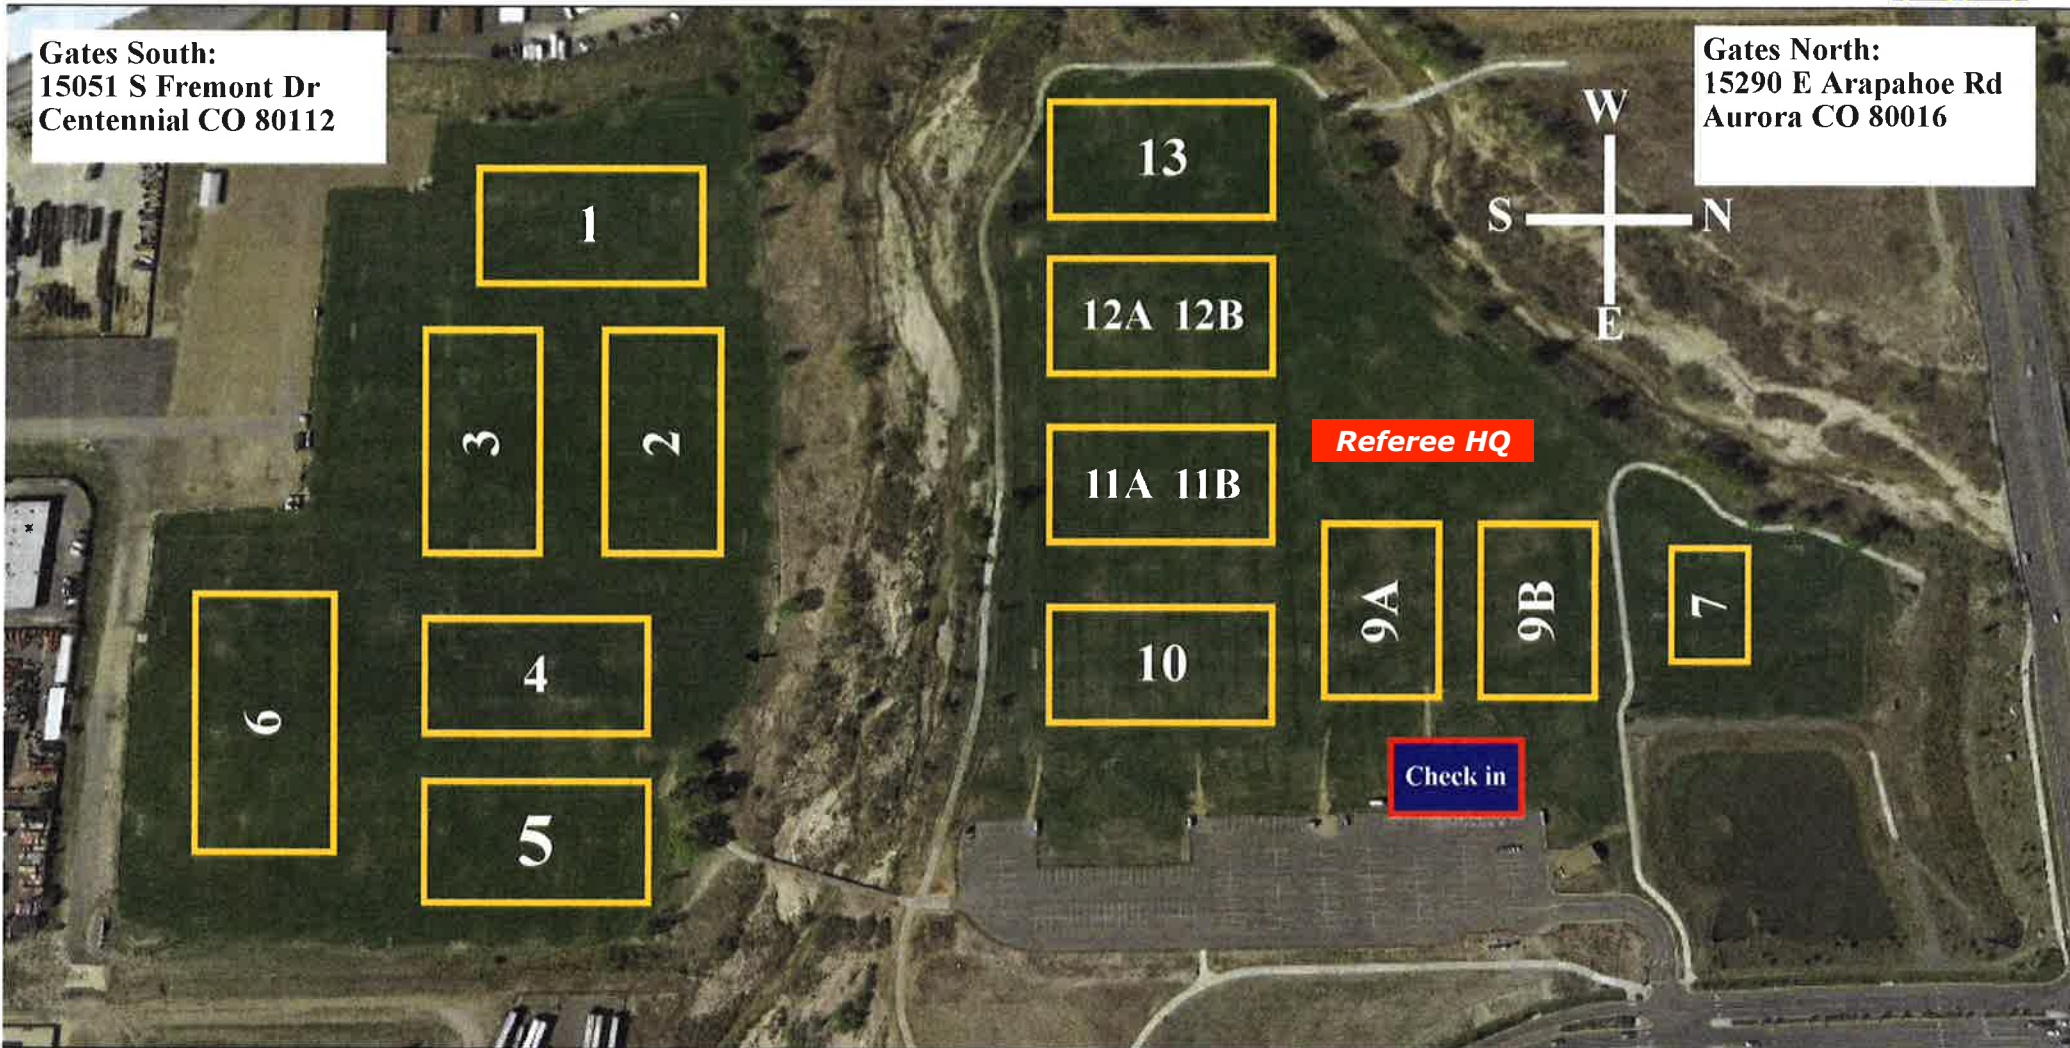 Gates South:
15051 S Fremont Dr
Centennial CO 80112
Gates North:
15290 E Arapahoe Rd
Aurora CO 80016
W
S
N
E
1
3
2
6
4
5
13
12A 12B
11A 11B
10
Referee HQ
9A
9B
7
Check in